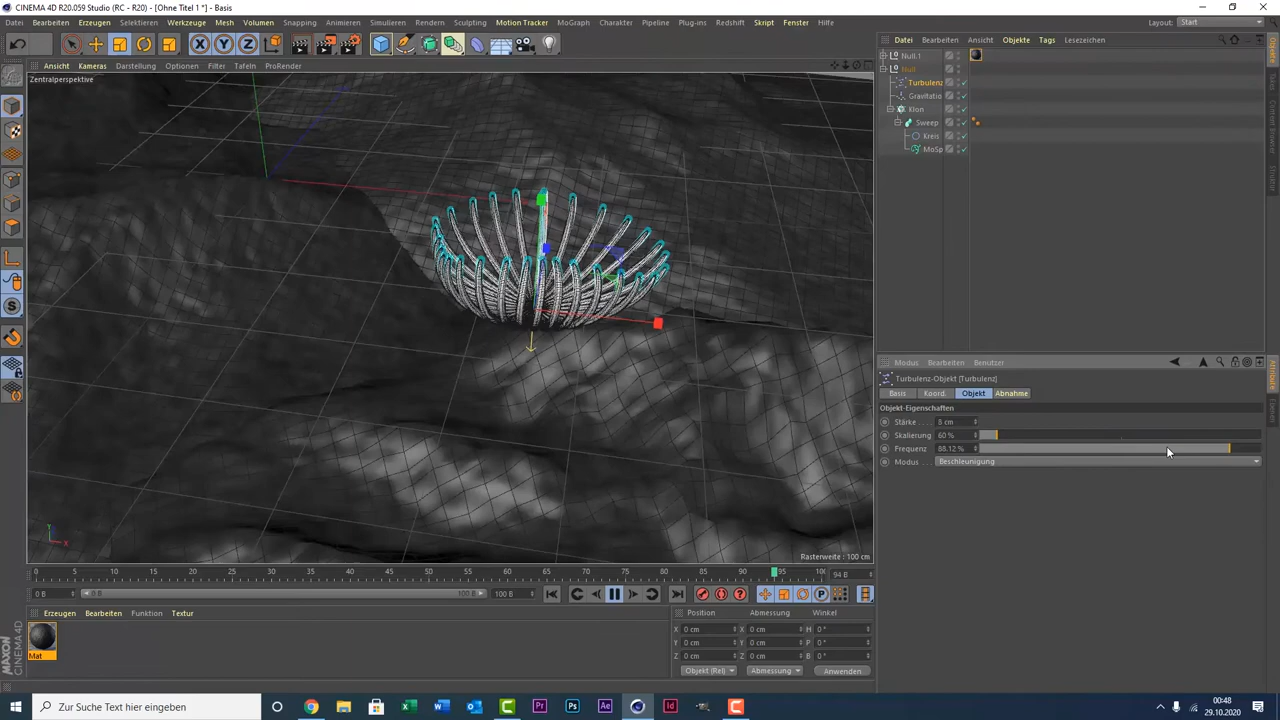 CINEMA 4D R20.059 Studio (RC - R20) - [Ohne Titel 1 *] - Basis
Datei Bearbeiten Erzeugen Selektieren Werkzeuge Mesh Volumen Snapping Animieren Simulieren Rendern Sculpting Motion Tracker MoGraph Charakter Pipeline Plug-ins Redshift Skript Fenster Hilfe
Layout: Start
Datei Bearbeiten Ansicht Objekte Tags Lesezeichen
Ansicht Kameras Darstellung Optionen Filter Tafeln ProRender
Zentralperspektive
Null.1
Null
Turbulenz
Gravitatio
Klon
Sweep
Kreis
MoSp
Modus Bearbeiten Benutzer
Turbulenz-Objekt [Turbulenz]
Basis Koord. Objekt Abnahme
Objekt-Eigenschaften
Stärke . . . . 8 cm
Skalierung 60 %
Frequenz 88.12 %
Modus . . . Beschleunigung
Y
X
Rasterweite : 100 cm
0 5 10 15 20 25 30 35 40 45 50 55 60 65 70 75 80 85 90 95 100
94 B
0 B 0 B 100 B 100 B
Erzeugen Bearbeiten Funktion Textur
Mat
Position Abmessung Winkel
X 0 cm X 0 cm H 0 °
Y 0 cm Y 0 cm P 0 °
Z 0 cm Z 0 cm B 0 °
Objekt (Rel) Abmessung Anwenden
MAXON
CINEMA 4D
Zur Suche Text hier eingeben
00:48
29.10.2020